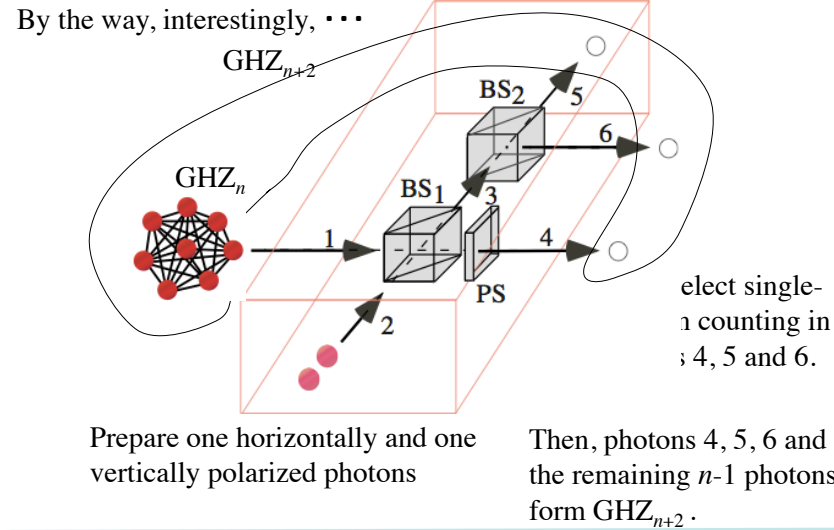 By the way, interestingly, ･･･
GHZn+2
BS2
5
6
GHZn
BS1
3
1
4
PS
2
elect single-
counting in
4, 5 and 6.
Prepare one horizontally and one
vertically polarized photons
Then, photons 4, 5, 6 and
the remaining n-1 photons
form GHZn+2 .